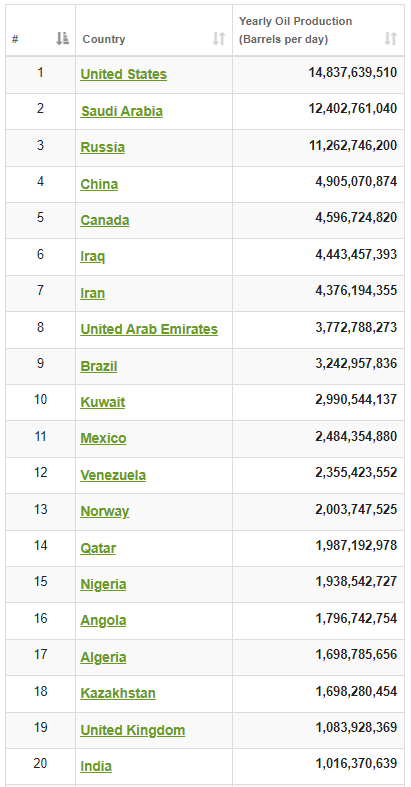 # Country Yearly Oil Production
(Barrels per day)
1 United States 14,837,639,510
2 Saudi Arabia 12,402,761,040
3 Russia 11,262,746,200
4 China 4,905,070,874
5 Canada 4,596,724,820
6 Iraq 4,443,457,393
7 Iran 4,376,194,355
8 United Arab Emirates 3,772,788,273
9 Brazil 3,242,957,836
10 Kuwait 2,990,544,137
11 Mexico 2,484,354,880
12 Venezuela 2,355,423,552
13 Norway 2,003,747,525
14 Qatar 1,987,192,978
15 Nigeria 1,938,542,727
16 Angola 1,796,742,754
17 Algeria 1,698,785,656
18 Kazakhstan 1,698,280,454
19 United Kingdom 1,083,928,369
20 India 1,016,370,639